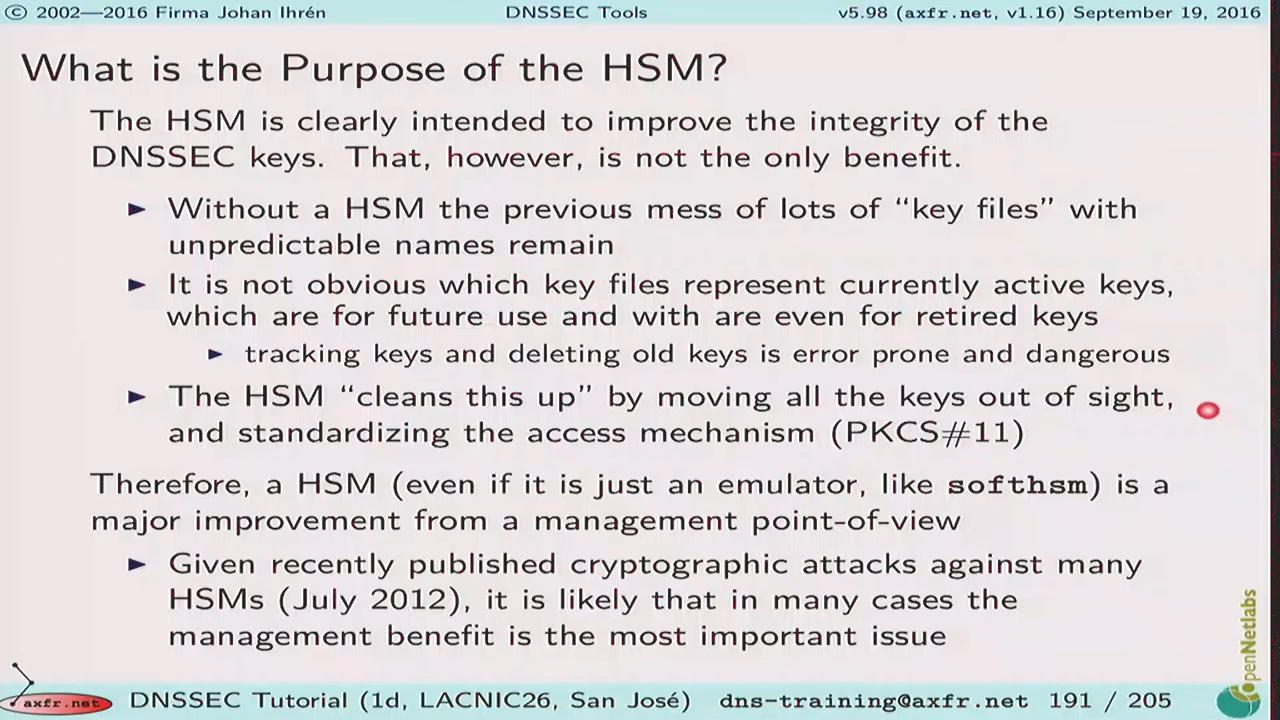 © 2002—2016 Firma Johan Ihrén DNSSEC Tools v5.98 (axfr.net, v1.16) September 19, 2016
What is the Purpose of the HSM?
The HSM is clearly intended to improve the integrity of the
DNSSEC keys. That, however, is not the only benefit.
► Without a HSM the previous mess of lots of “key files” with
unpredictable names remain
► It is not obvious which key files represent currently active keys,
which are for future use and with are even for retired keys
► tracking keys and deleting old keys is error prone and dangerous
► The HSM “cleans this up” by moving all the keys out of sight,
and standardizing the access mechanism (PKCS#11)
Therefore, a HSM (even if it is just an emulator, like softhsm) is a
major improvement from a management point-of-view
► Given recently published cryptographic attacks against many
HSMs (July 2012), it is likely that in many cases the
management benefit is the most important issue
OpenNetlabs
axfr.net DNSSEC Tutorial (1d, LACNIC26, San José) dns-training@axfr.net 191 / 205